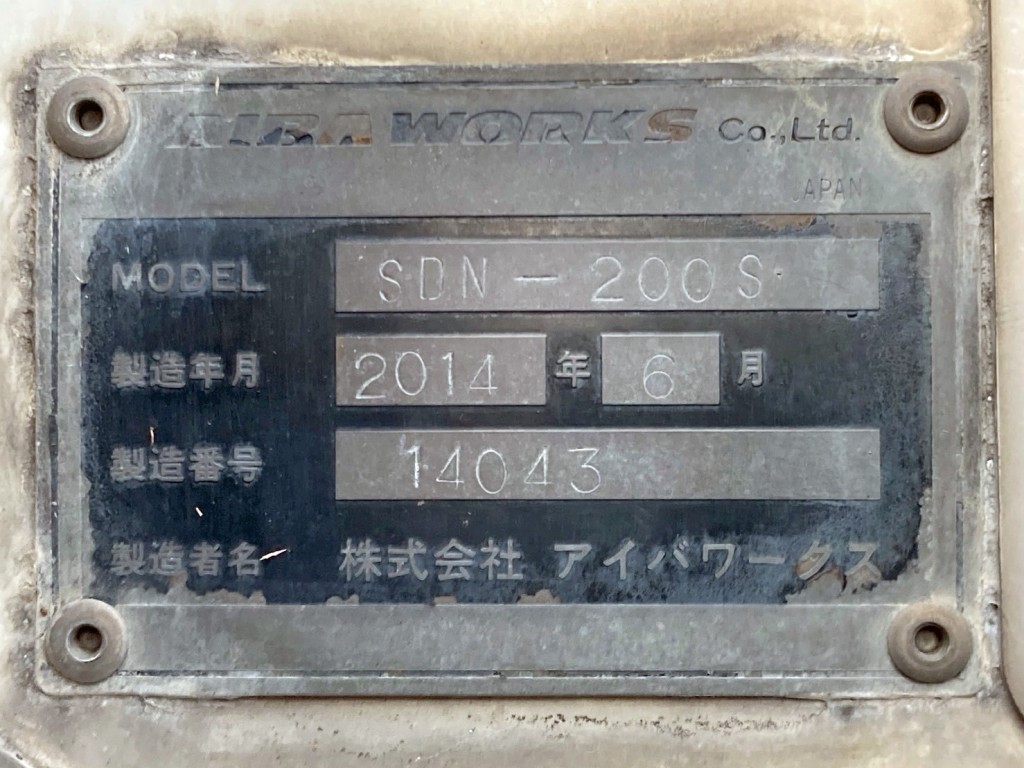 AIBA WORKS Co.,Ltd.
JAPAN
MODEL SDN-200S
製造年月 2014 年 6 月
製造番号 14043
製造者名 株式会社 アイバワークス